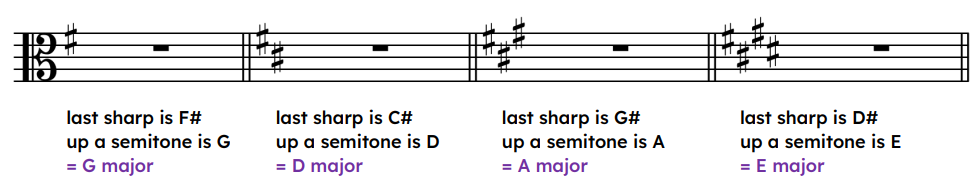 last sharp is F#
up a semitone is G
= G major
last sharp is C#
up a semitone is D
= D major
last sharp is G#
up a semitone is A
= A major
last sharp is D#
up a semitone is E
= E major